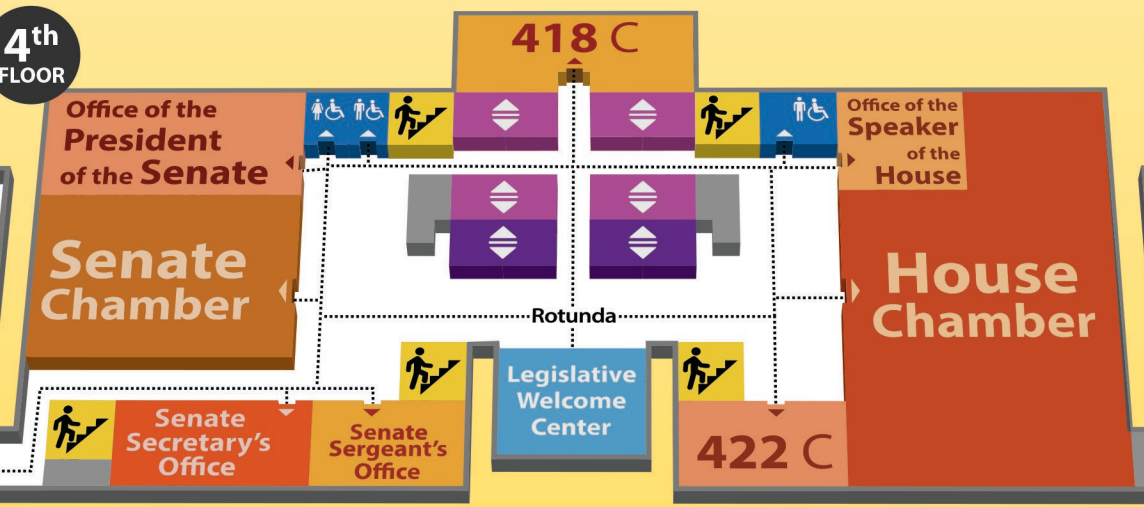 4th
FLOOR
418 C
Office of the
President
of the Senate
Office of the
Speaker
of the
House
Senate
Chamber
House
Chamber
Rotunda
Legislative
Welcome
Center
Senate
Secretary's
Office
Senate
Sergeant's
Office
422 C